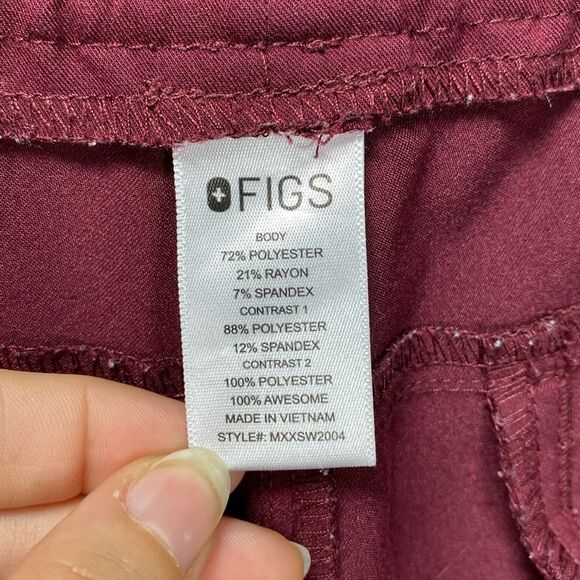 FIGS
BODY
72% POLYESTER
21% RAYON
7% SPANDEX
CONTRAST 1
88% POLYESTER
12% SPANDEX
CONTRAST 2
100% POLYESTER
100% AWESOME
MADE IN VIETNAM
STYLE#: MXXSW2004